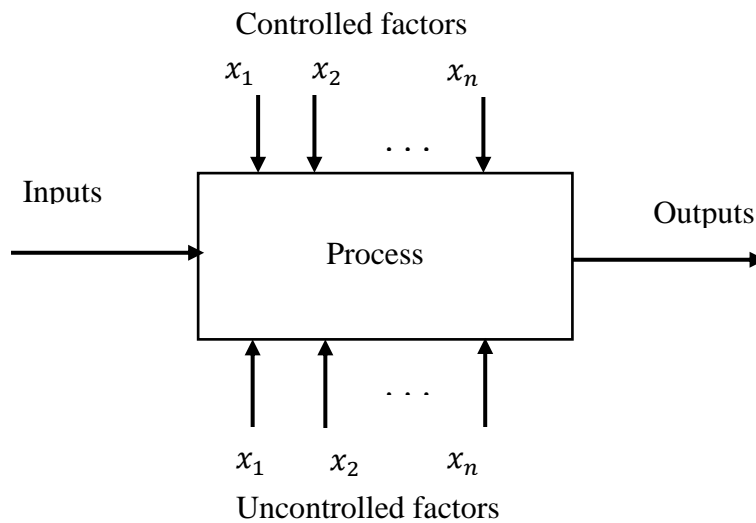 Controlled factors
x₁ x₂ xₙ
. . .
Inputs
Outputs
Process
. . .
x₁ x₂ xₙ
Uncontrolled factors